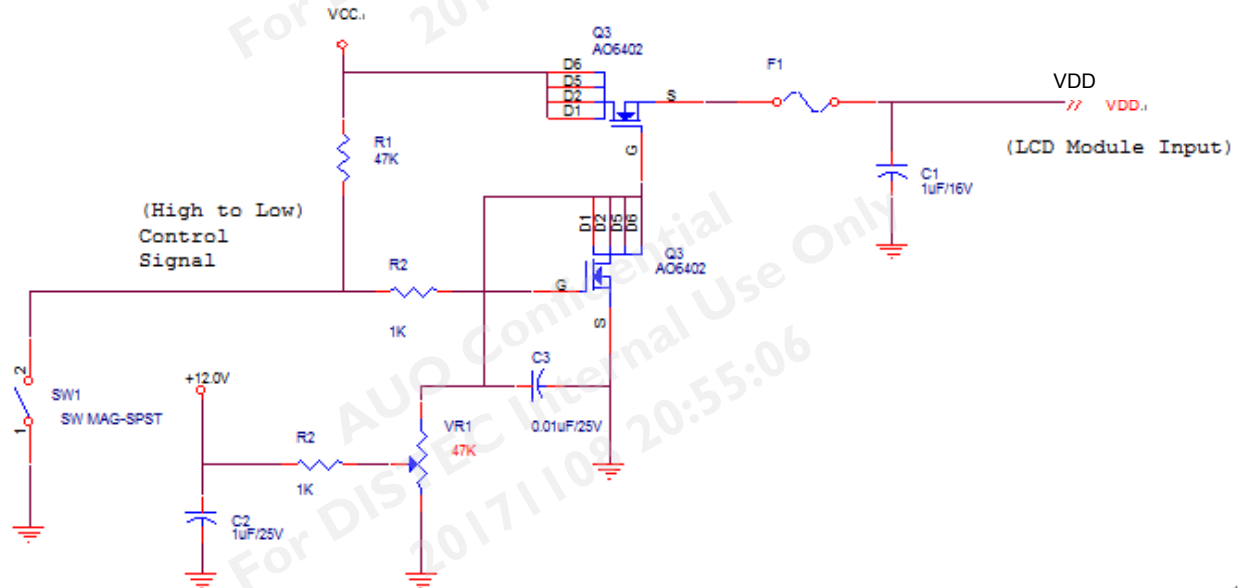 VCC.
Q3
AO6402
D6
D5
D2
D1
S
G
F1
VDD
VDD.
(LCD Module Input)
R1
47K
C1
1uF/16V
(High to Low)
Control
Signal
D1
D2
D5
D6
Q3
AO6402
R2
G
1K
S
C3
0.01uF/25V
2
1
SW1
SW MAG-SPST
+12.0V
R2
1K
VR1
47K
C2
1uF/25V
AUO Confidential
For DISTEC Internal Use Only
20171108 20:55:06